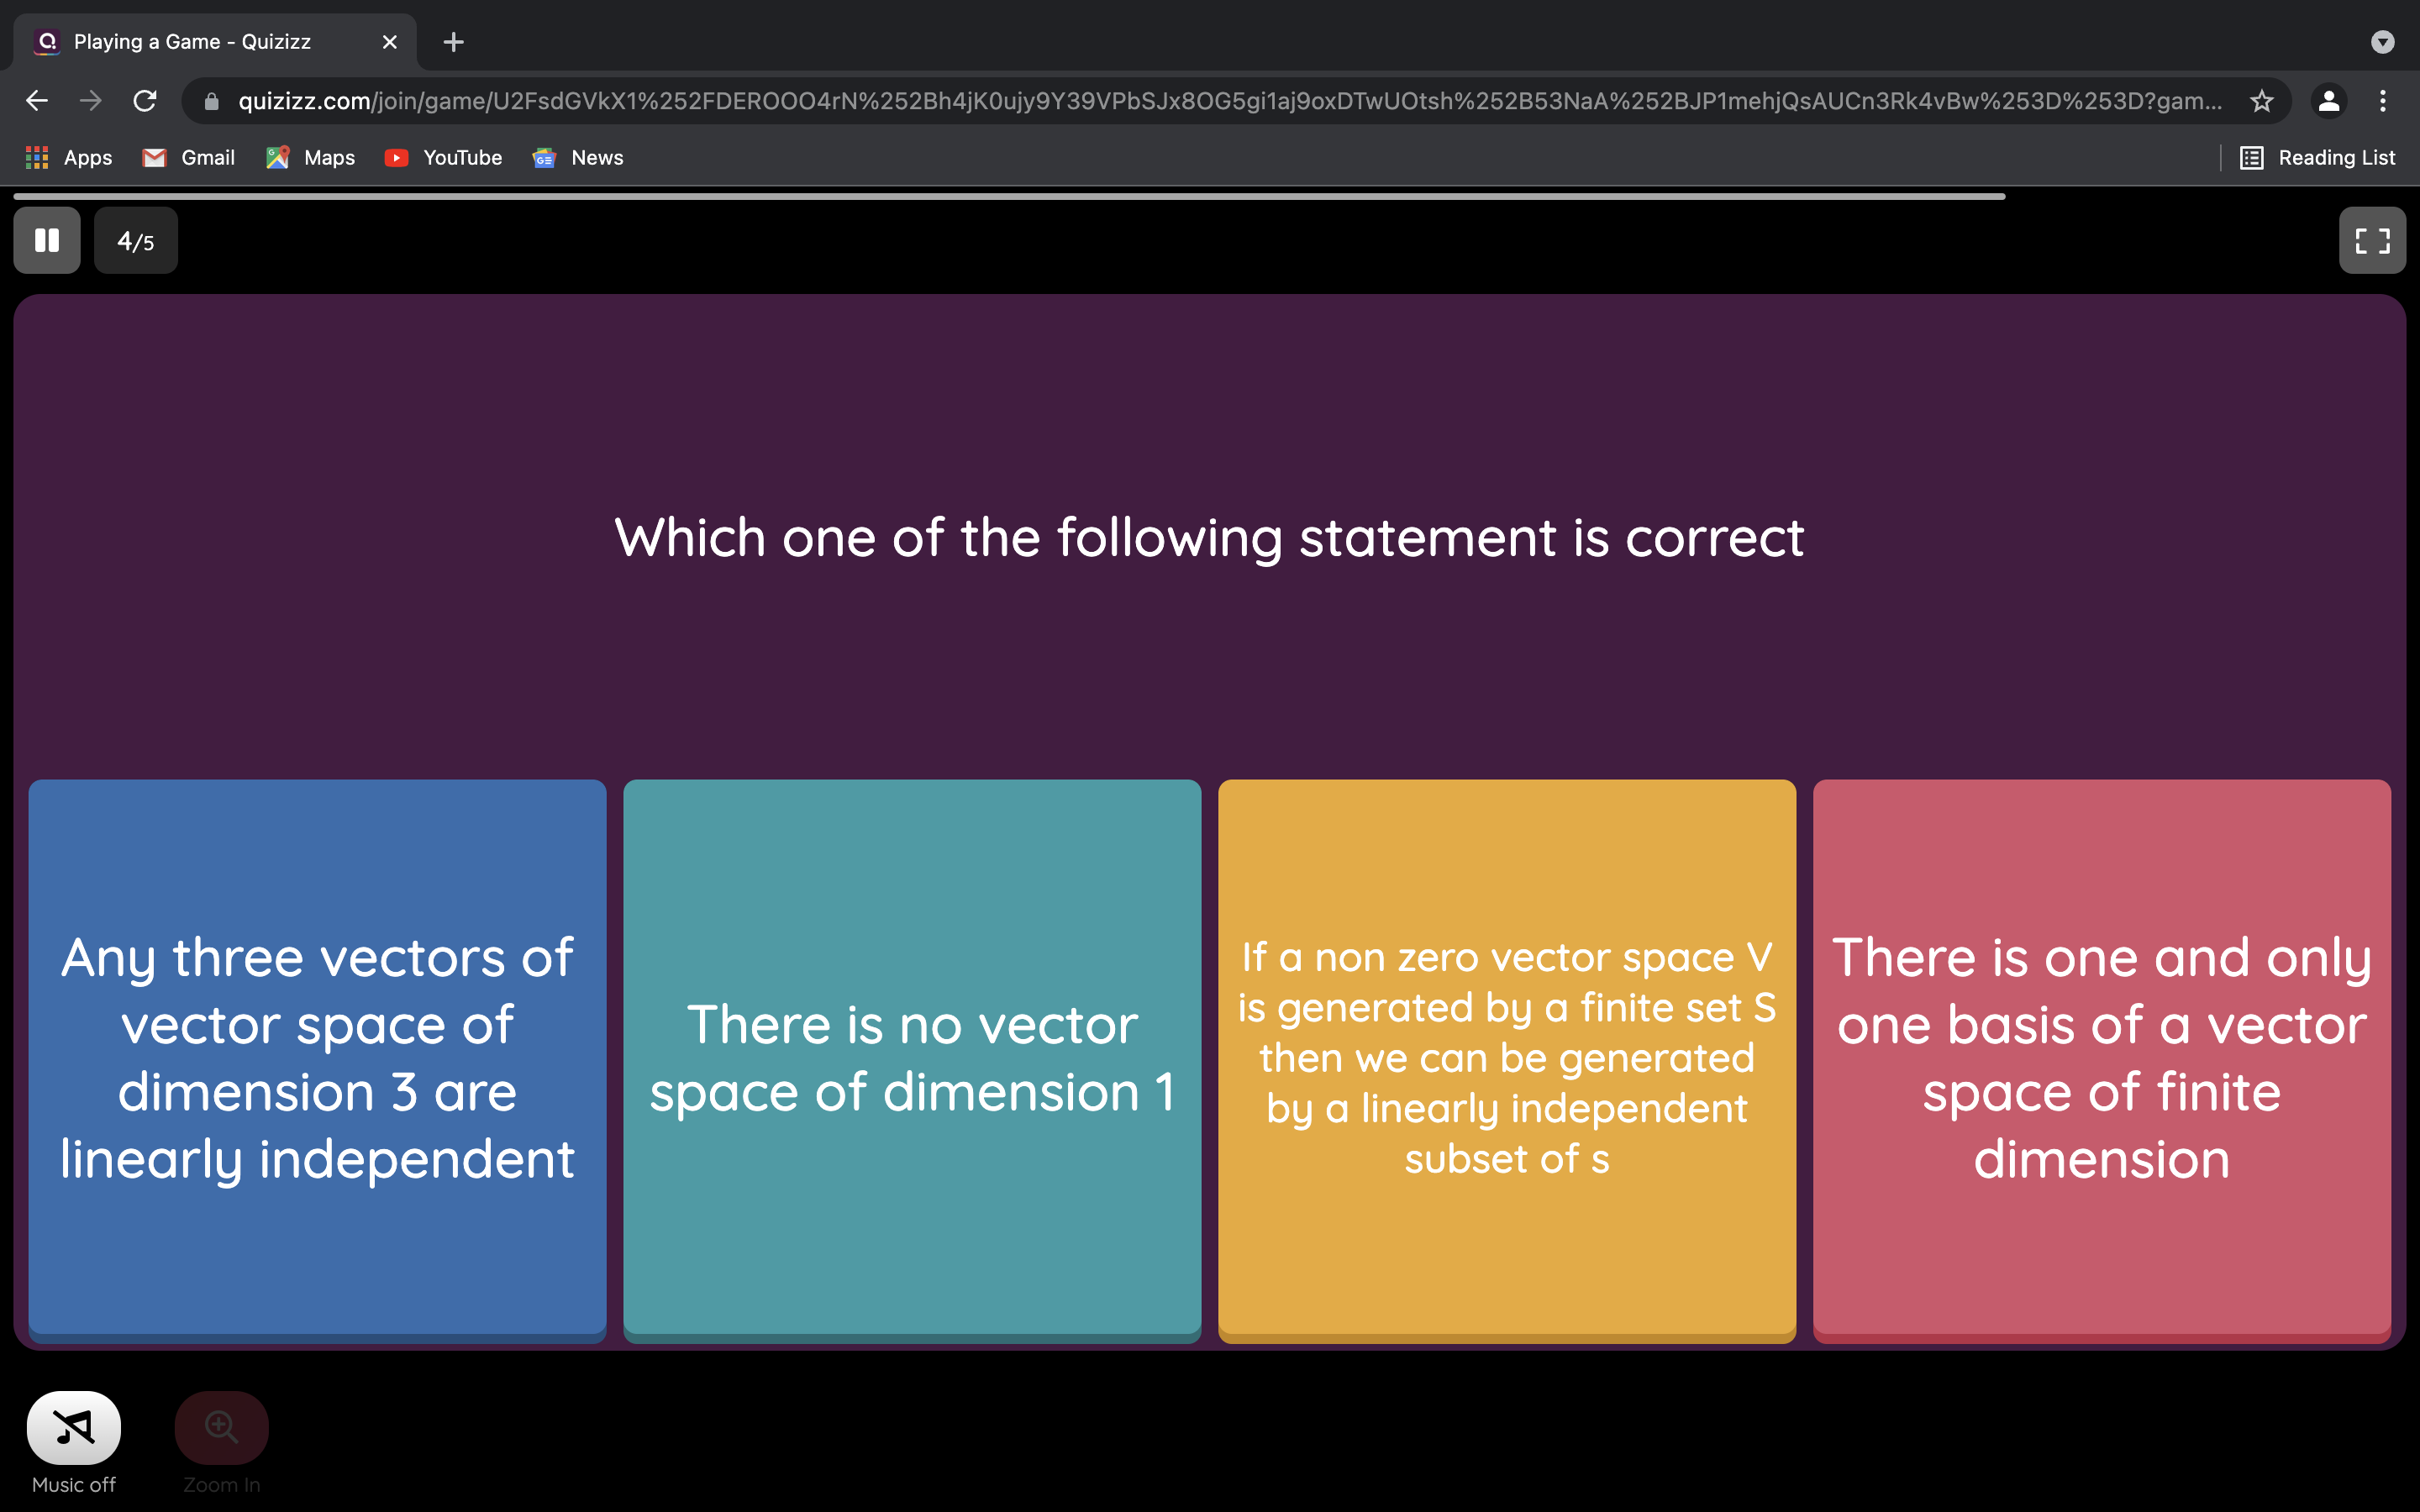 Playing a Game - Quizizz
quizizz.com/join/game/U2FsdGVkX1%252FDEROOO4rN%252Bh4jK0ujy9Y39VPbSJx8OG5gi1aj9oxDTwUOtsh%252B53NaA%252BJP1mehjQsAUCn3Rk4vBw%253D%253D?gam...
Apps Gmail Maps YouTube News Reading List
4/5
Which one of the following statement is correct
Any three vectors of
vector space of
dimension 3 are
linearly independent
There is no vector
space of dimension 1
If a non zero vector space V
is generated by a finite set S
then we can be generated
by a linearly independent
subset of s
There is one and only
one basis of a vector
space of finite
dimension
Music off
Zoom In